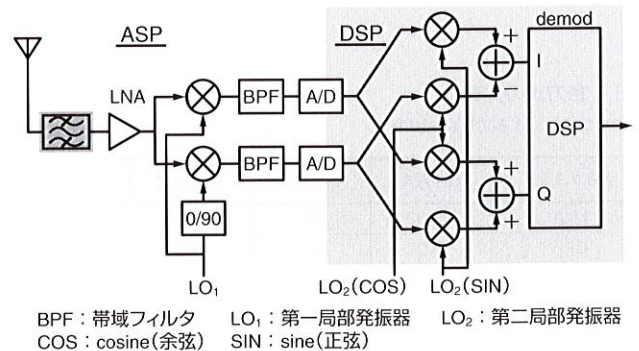 ASP
DSP
demod
LNA
BPF
A/D
I
+
−
DSP
BPF
A/D
0/90
Q
+
+
LO₁
LO₂(COS)
LO₂(SIN)
BPF：帯域フィルタ LO₁：第一局部発振器 LO₂：第二局部発振器
COS：cosine(余弦) SIN：sine(正弦)